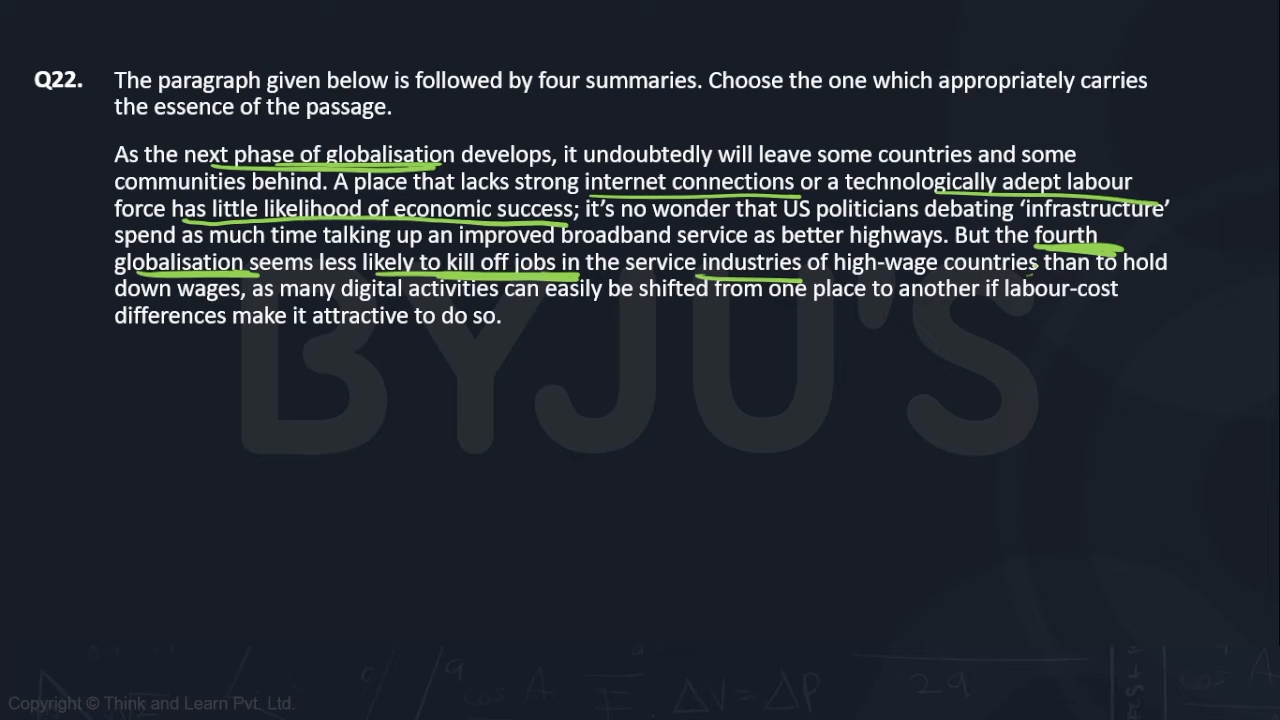 Q22. The paragraph given below is followed by four summaries. Choose the one which appropriately carries
the essence of the passage.
As the next phase of globalisation develops, it undoubtedly will leave some countries and some
communities behind. A place that lacks strong internet connections or a technologically adept labour
force has little likelihood of economic success; it’s no wonder that US politicians debating ‘infrastructure’
spend as much time talking up an improved broadband service as better highways. But the fourth
globalisation seems less likely to kill off jobs in the service industries of high-wage countries than to hold
down wages, as many digital activities can easily be shifted from one place to another if labour-cost
differences make it attractive to do so.
BYJU'S
ΔV = Δp
29
cos A
Copyright © Think and Learn Pvt. Ltd.